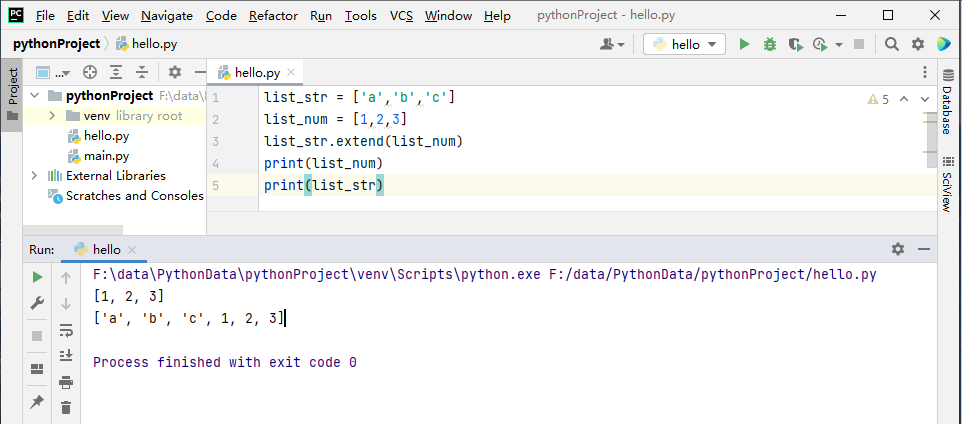 PC File Edit View Navigate Code Refactor Run Tools VCS Window Help pythonProject - hello.py
pythonProject hello.py hello
Project
... hello.py
pythonProject F:\data\
venv library root
hello.py
main.py
External Libraries
Scratches and Consoles
1 list_str = ['a','b','c']
2 list_num = [1,2,3]
3 list_str.extend(list_num)
4 print(list_num)
5 print(list_str)
5
Database
SciView
Run: hello
F:\data\PythonData\pythonProject\venv\Scripts\python.exe F:/data/PythonData/pythonProject/hello.py
[1, 2, 3]
['a', 'b', 'c', 1, 2, 3]
Process finished with exit code 0